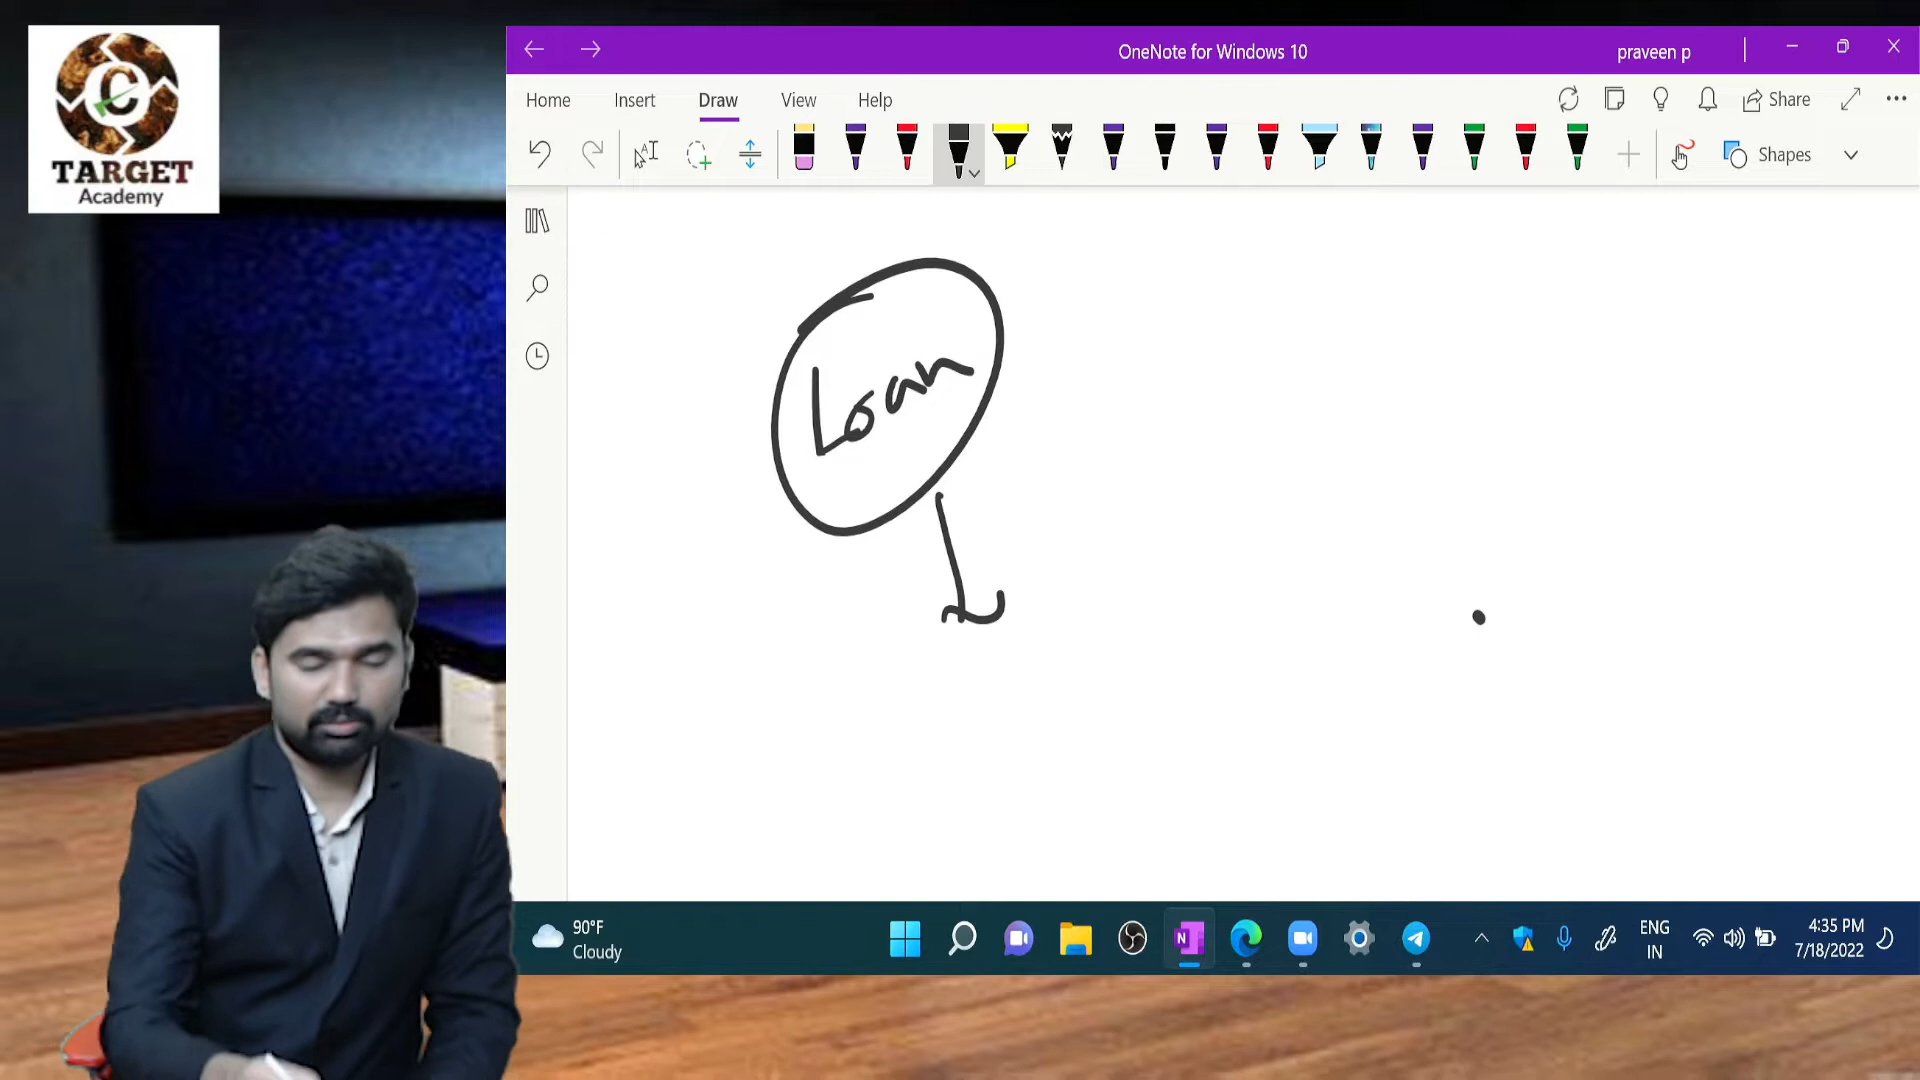 TARGET
Academy
OneNote for Windows 10
praveen p
Home Insert Draw View Help
Share
Shapes
Loan
90°F
Cloudy
ENG
IN
4:35 PM
7/18/2022